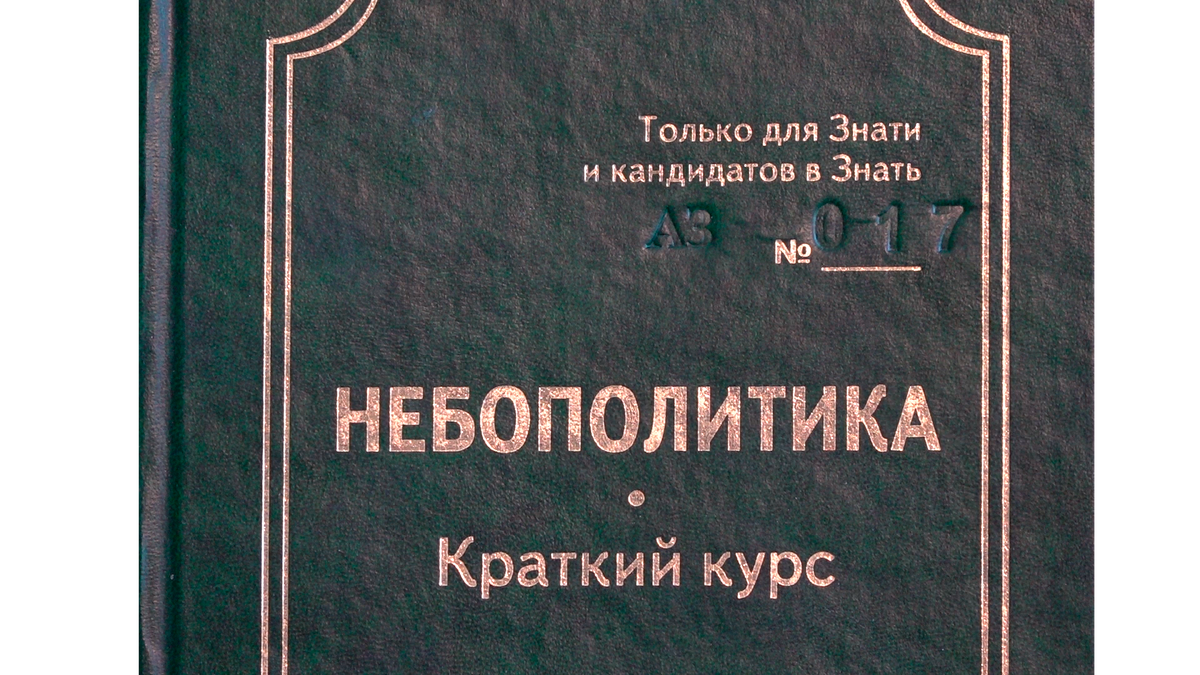 Только для Знати
и кандидатов в Знать
АЗ № 0-17
НЕБОПОЛИТИКА
Краткий курс